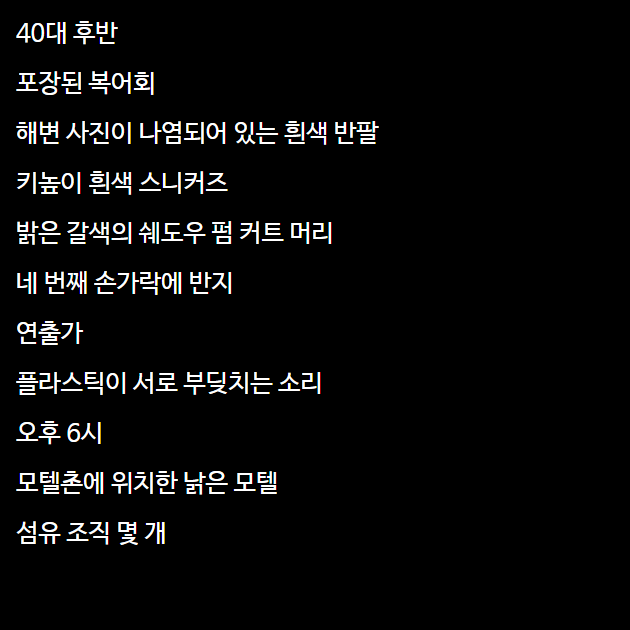 40대 후반
포장된 복어회
해변 사진이 나염되어 있는 흰색 반팔
키높이 흰색 스니커즈
밝은 갈색의 쉐도우 펌 커트 머리
네 번째 손가락에 반지
연출가
플라스틱이 서로 부딪치는 소리
오후 6시
모텔촌에 위치한 낡은 모텔
섬유 조직 몇 개